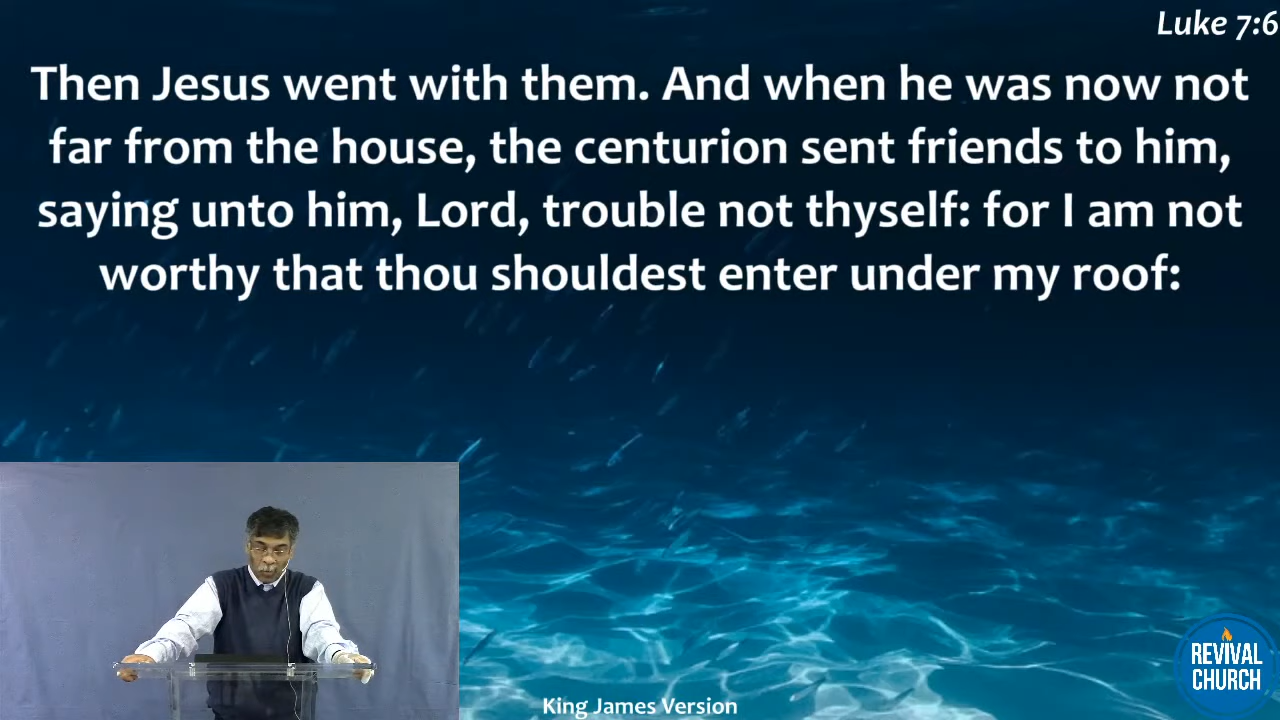 Luke 7:6
Then Jesus went with them. And when he was now not
far from the house, the centurion sent friends to him,
saying unto him, Lord, trouble not thyself: for I am not
worthy that thou shouldest enter under my roof:
REVIVAL
CHURCH
King James Version